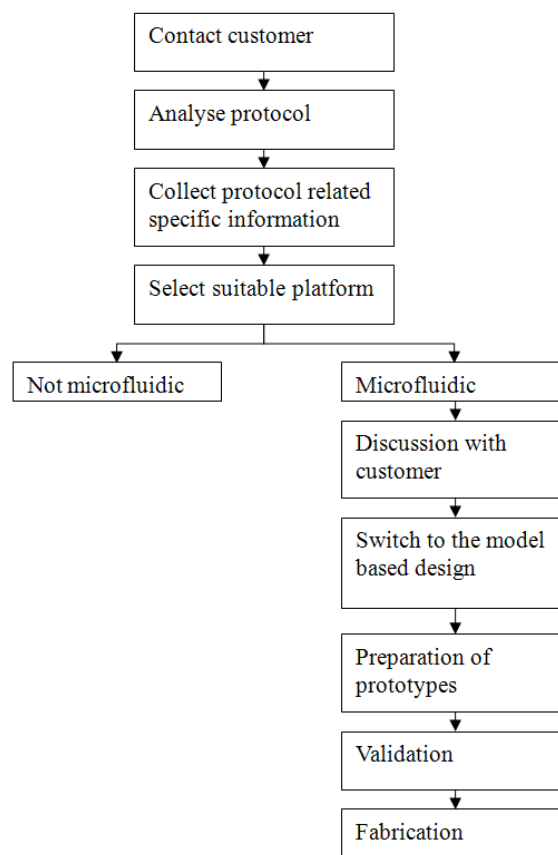 Contact customer
Analyse protocol
Collect protocol related
specific information
Select suitable platform
Not microfluidic
Microfluidic
Discussion with
customer
Switch to the model
based design
Preparation of
prototypes
Validation
Fabrication